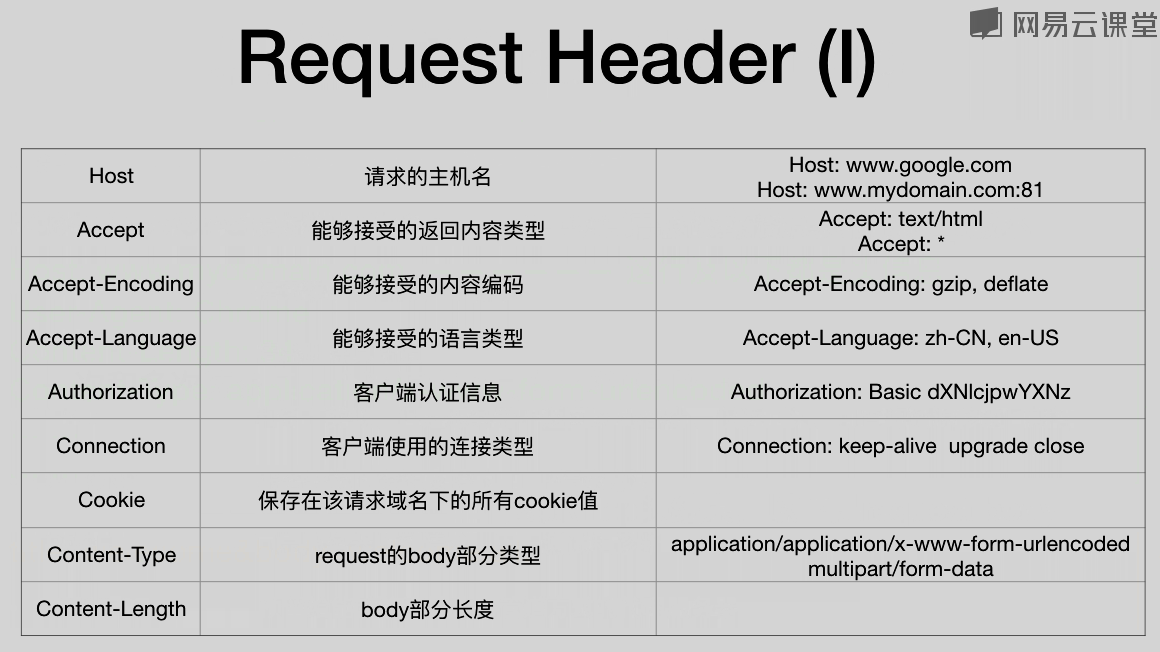 网易云课堂
Request Header (I)
Host
请求的主机名
Host: www.google.com
Host: www.mydomain.com:81
Accept
能够接受的返回内容类型
Accept: text/html
Accept: *
Accept-Encoding
能够接受的内容编码
Accept-Encoding: gzip, deflate
Accept-Language
能够接受的语言类型
Accept-Language: zh-CN, en-US
Authorization
客户端认证信息
Authorization: Basic dXNlcjpwYXNz
Connection
客户端使用的连接类型
Connection: keep-alive  upgrade close
Cookie
保存在该请求域名下的所有cookie值
Content-Type
request的body部分类型
application/application/x-www-form-urlencoded
multipart/form-data
Content-Length
body部分长度